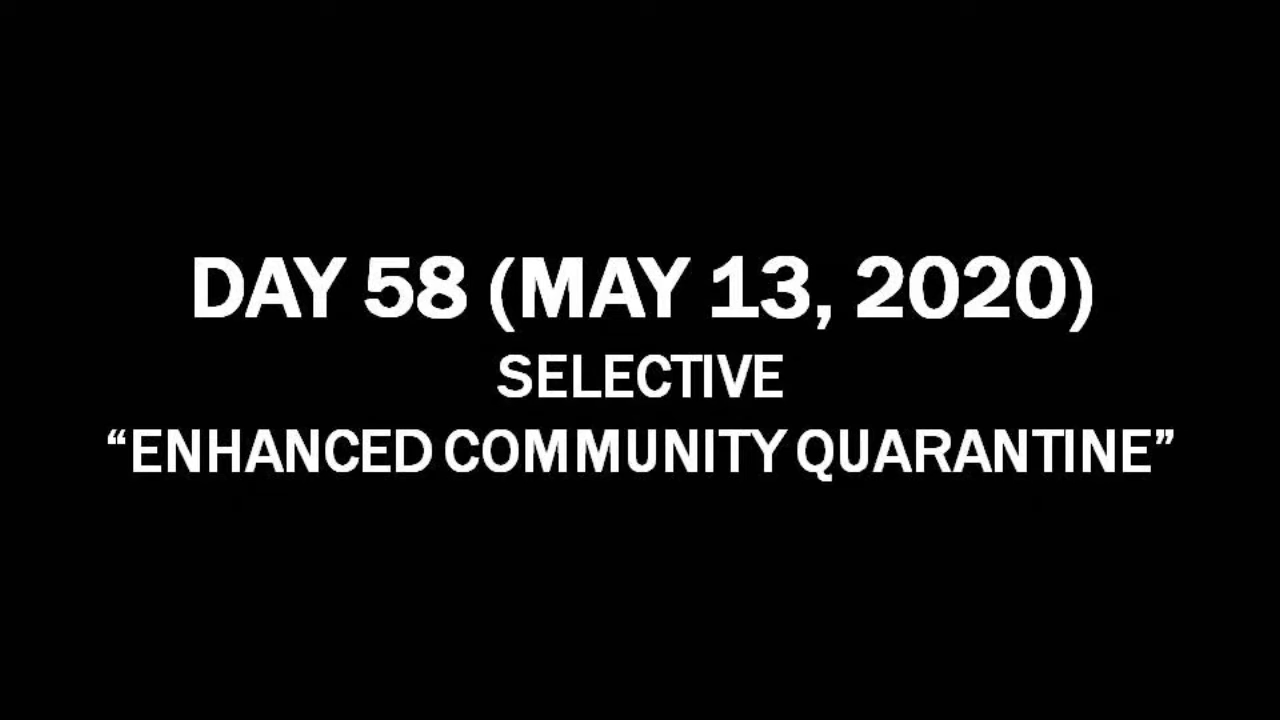 DAY 58 (MAY 13, 2020)
SELECTIVE
“ENHANCED COMMUNITY QUARANTINE”